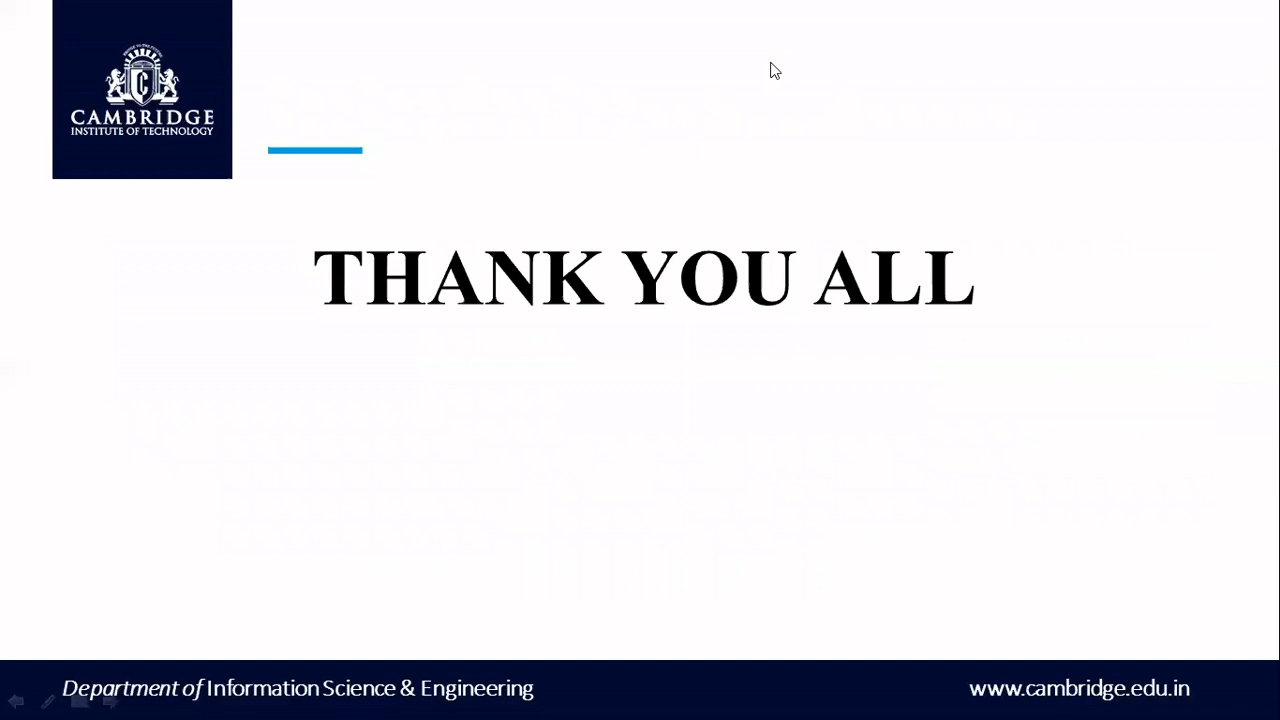 CAMBRIDGE
INSTITUTE OF TECHNOLOGY
THANK YOU ALL
Department of Information Science & Engineering
www.cambridge.edu.in